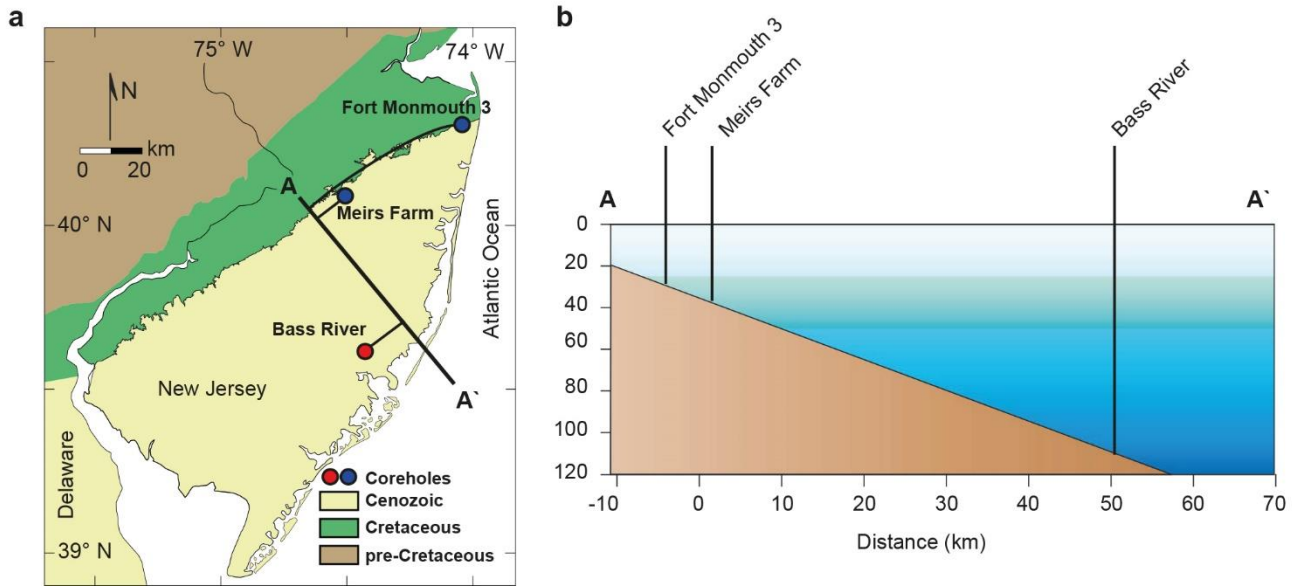 a
75° W
74° W
N
km
0 20
Fort Monmouth 3
A
Meirs Farm
40° N
Atlantic Ocean
Bass River
A`
New Jersey
Delaware
Coreholes
Cenozoic
Cretaceous
pre-Cretaceous
39° N
b
Fort Monmouth 3
Meirs Farm
Bass River
A
A`
0
20
40
60
80
100
120
-10 0 10 20 30 40 50 60 70
Distance (km)